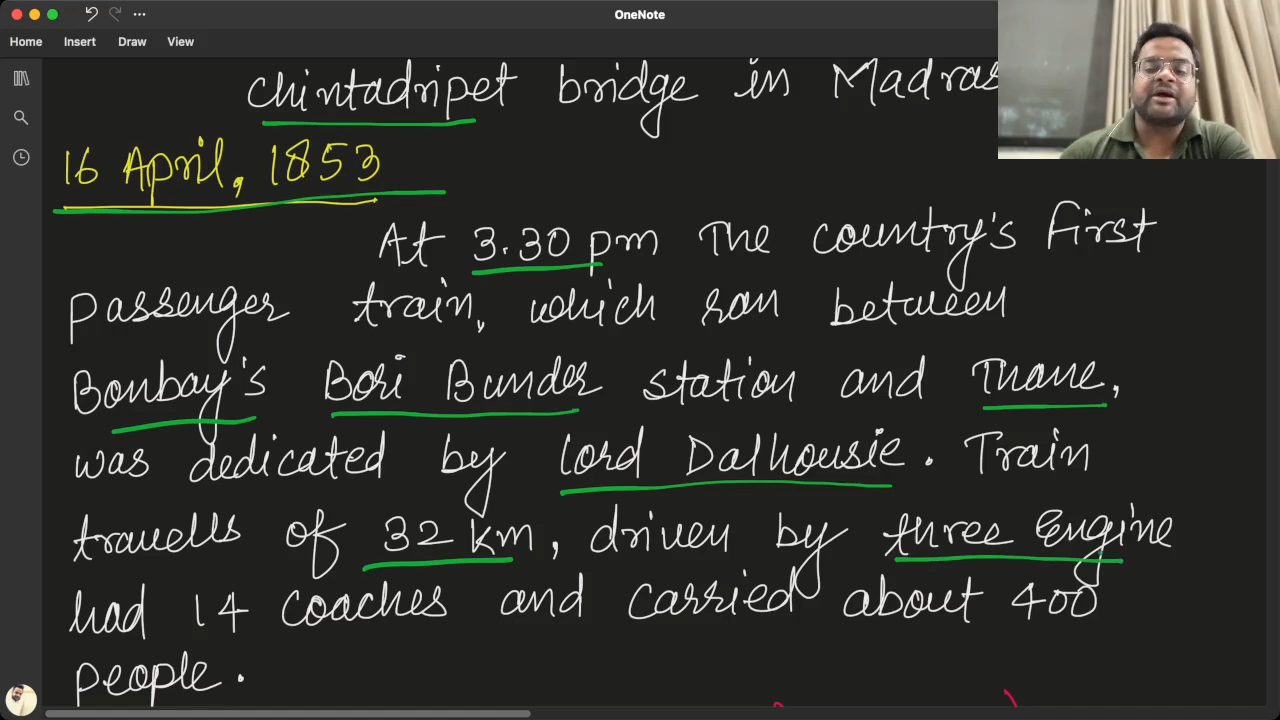 OneNote
Home Insert Draw View
Chintadripet bridge in Madras
16 April, 1853
At 3.30 pm The country's first
passenger train, which ran between
Bonbay's Bori Bunder station and Thane,
was dedicated by lord Dalhousie. Train
travells of 32 km, driven by three Engine
had 14 coaches and carried about 400
people.